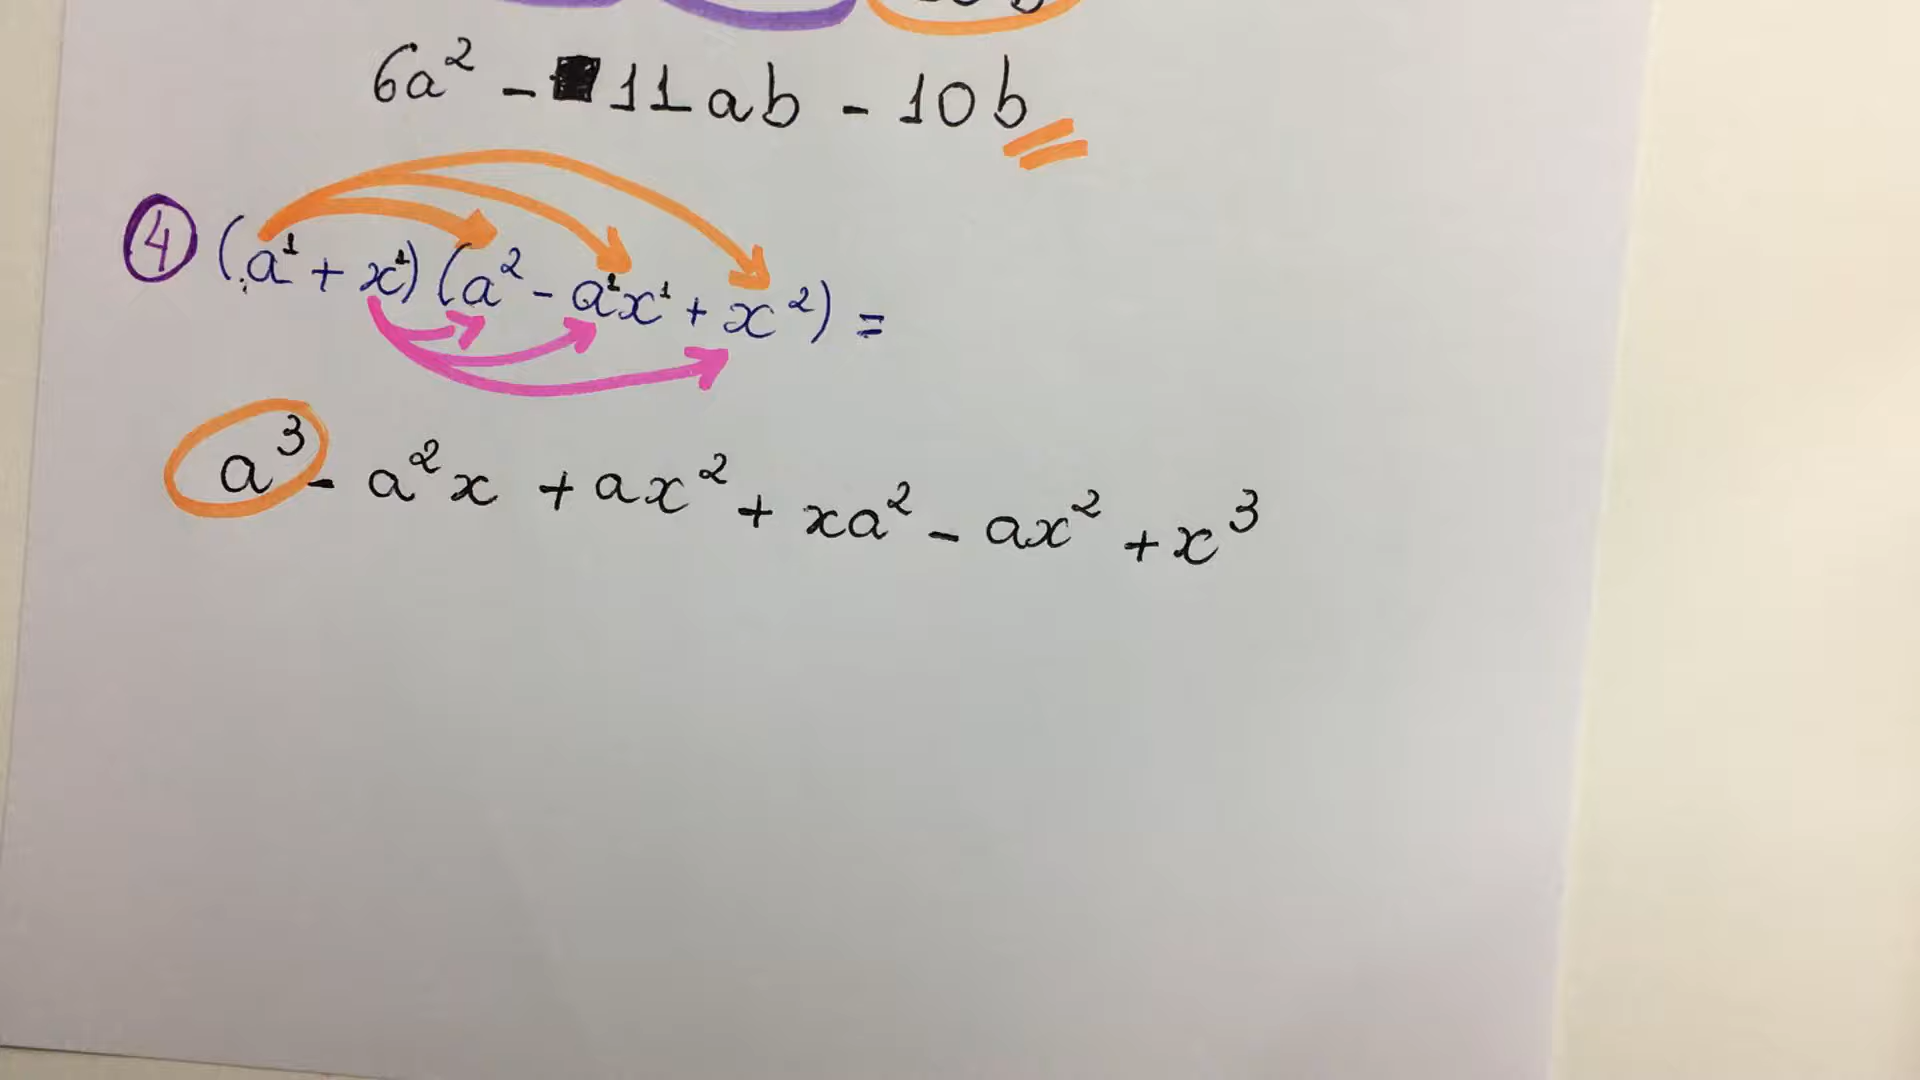 6a² - 11ab - 10b
④ (a¹ + x¹)(a² - a¹x¹ + x²) =
a³ - a²x + ax² + xa² - ax² + x³